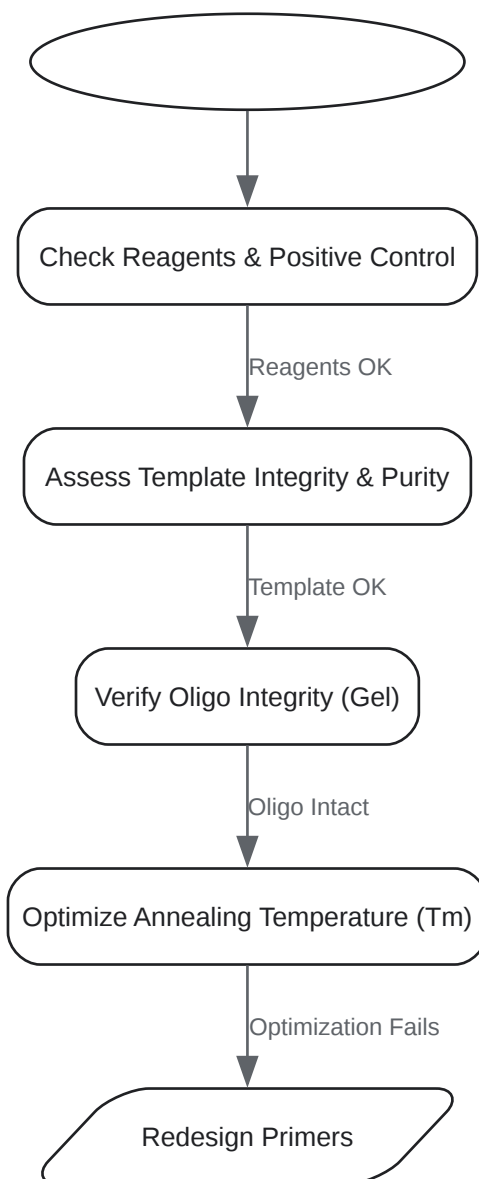 Check Reagents & Positive Control
Reagents OK
Assess Template Integrity & Purity
Template OK
Verify Oligo Integrity (Gel)
Oligo Intact
Optimize Annealing Temperature (Tm)
Optimization Fails
Redesign Primers